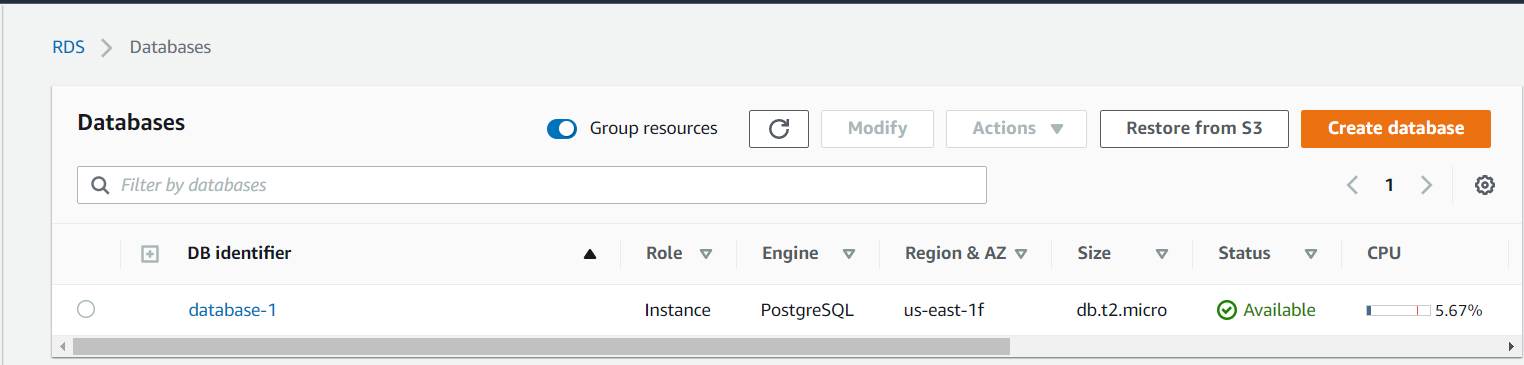 RDS > Databases
Databases
Group resources
Modify
Actions
Restore from S3
Create database
Filter by databases
1
DB identifier Role Engine Region & AZ Size Status CPU
database-1 Instance PostgreSQL us-east-1f db.t2.micro Available 5.67%